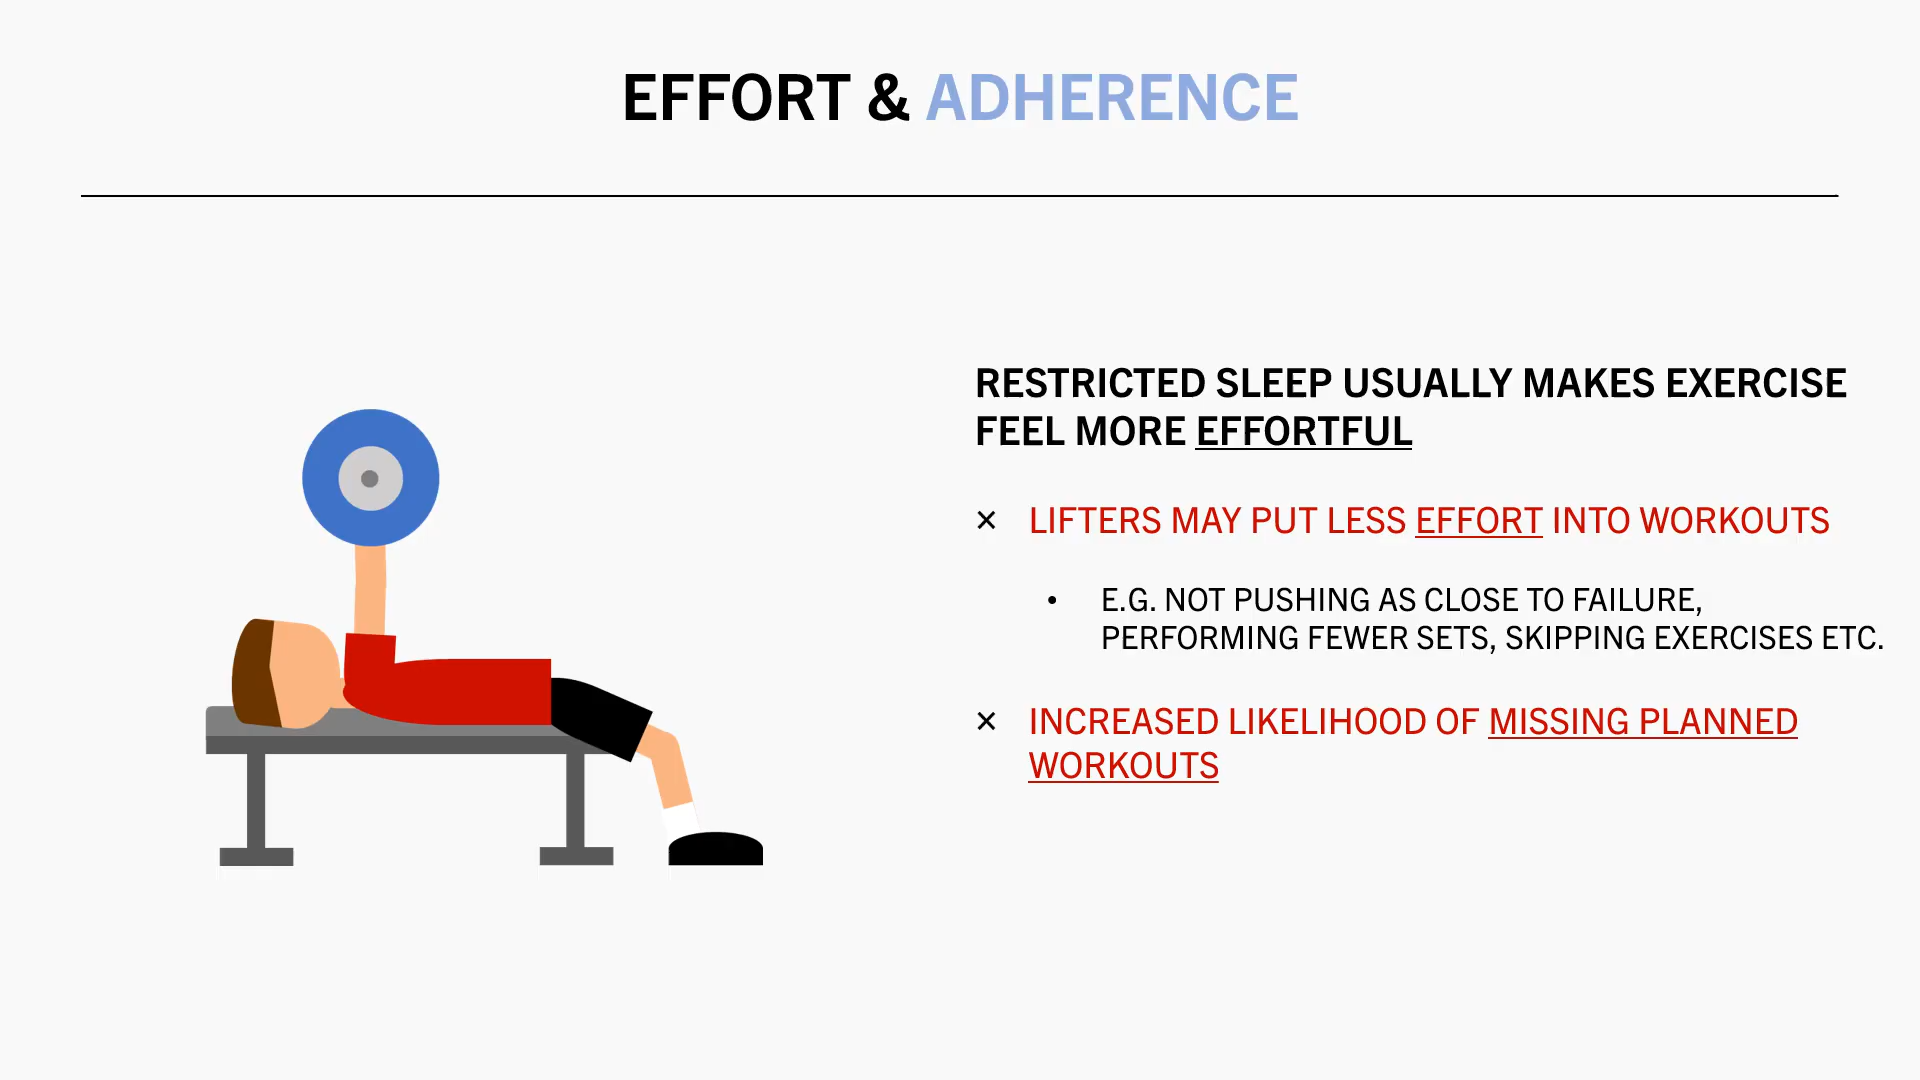 EFFORT & ADHERENCE
RESTRICTED SLEEP USUALLY MAKES EXERCISE
FEEL MORE EFFORTFUL
× LIFTERS MAY PUT LESS EFFORT INTO WORKOUTS
• E.G. NOT PUSHING AS CLOSE TO FAILURE,
PERFORMING FEWER SETS, SKIPPING EXERCISES ETC.
× INCREASED LIKELIHOOD OF MISSING PLANNED
WORKOUTS